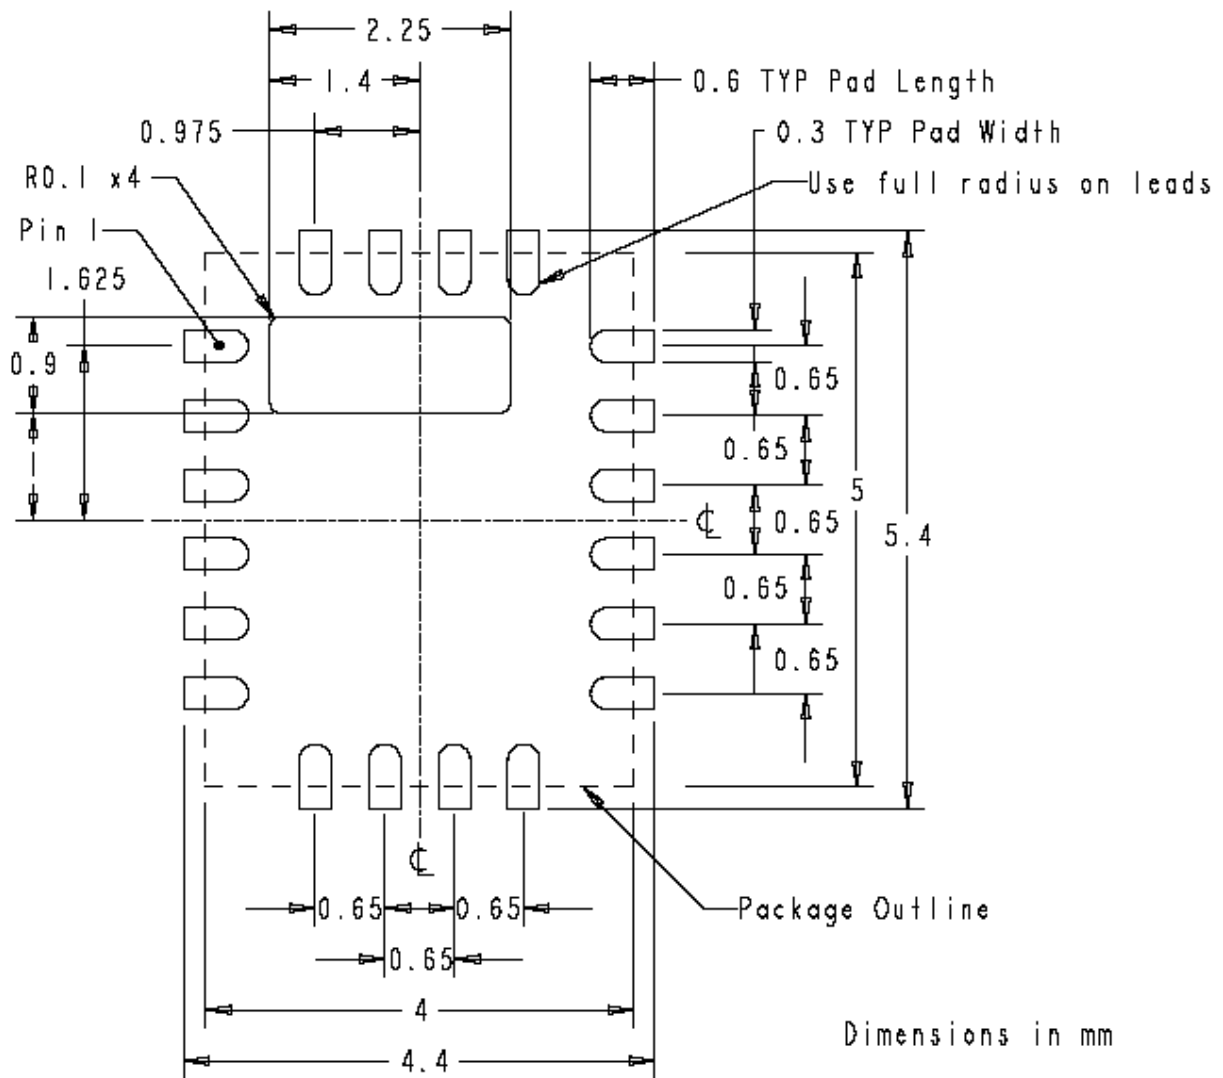 2.25
1.4
0.6 TYP Pad Length
0.975
0.3 TYP Pad Width
R0.1 x4
Use full radius on leads
Pin 1
1.625
0.9
0.65
0.65
5
0.65
5.4
0.65
0.65
0.65
0.65
Package Outline
0.65
4
Dimensions in mm
4.4